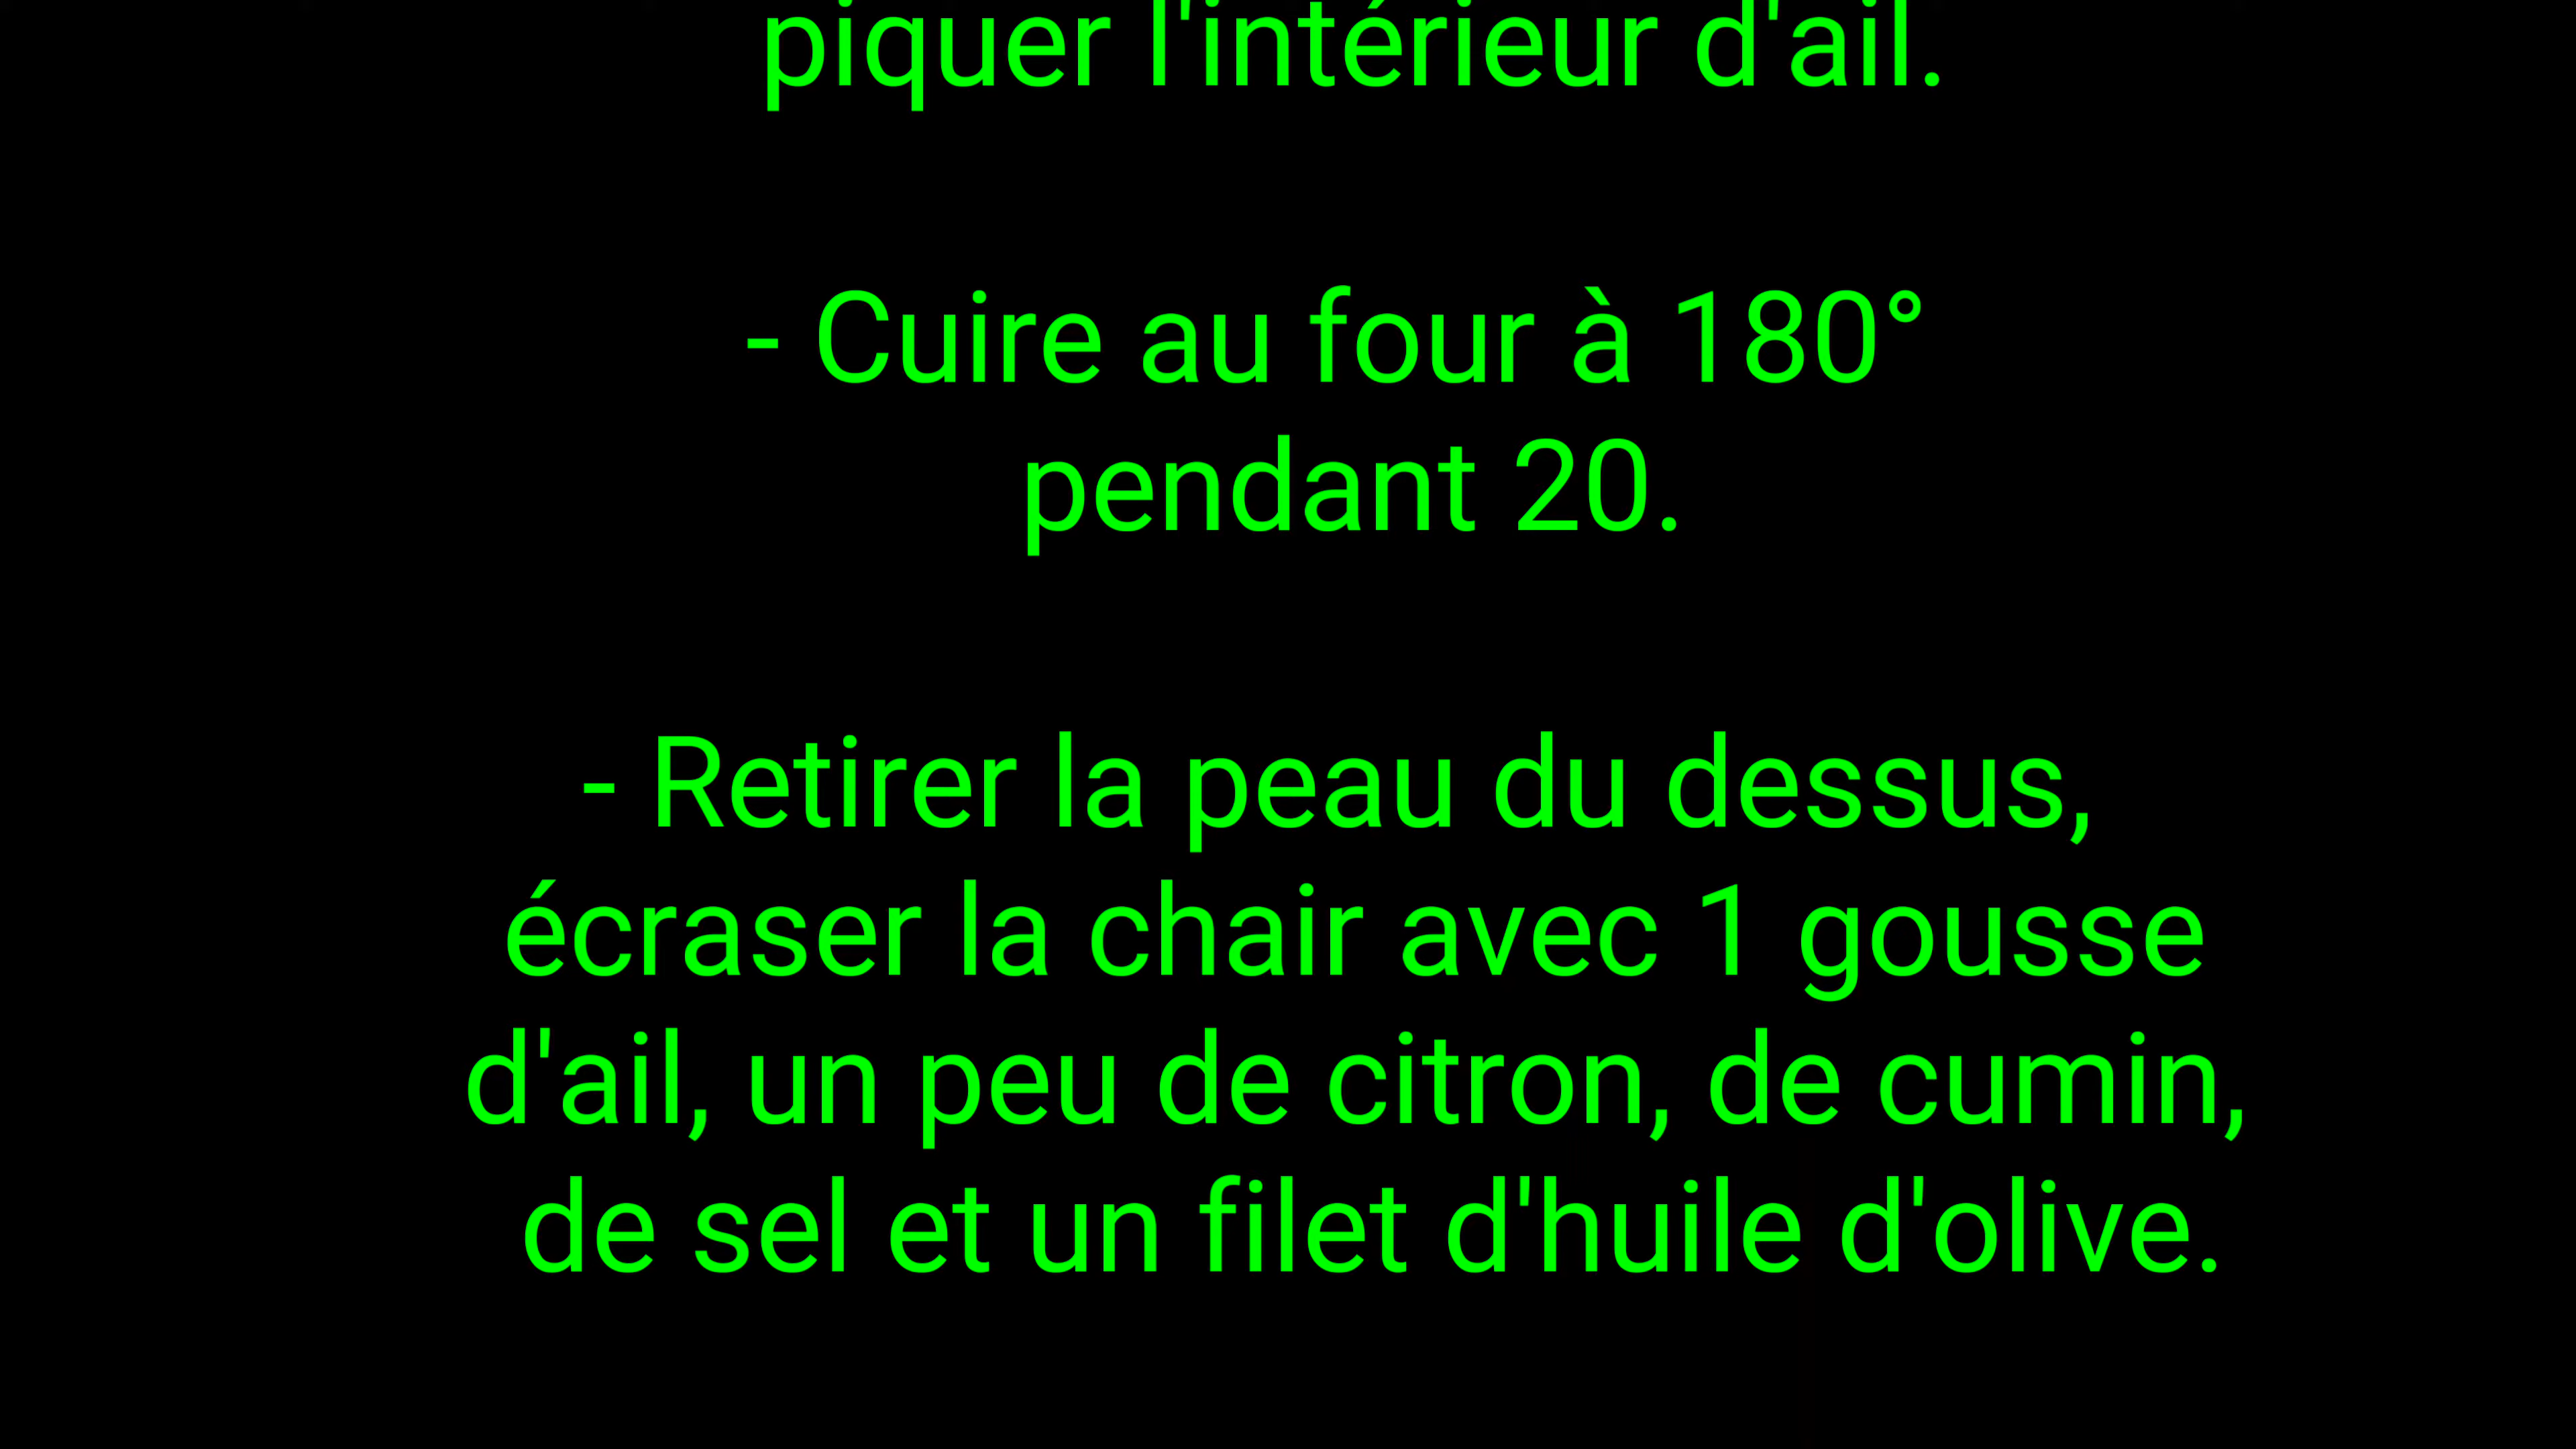 piquer l'intérieur d'ail.
- Cuire au four à 180°
pendant 20.
- Retirer la peau du dessus,
écraser la chair avec 1 gousse
d'ail, un peu de citron, de cumin,
de sel et un filet d'huile d'olive.